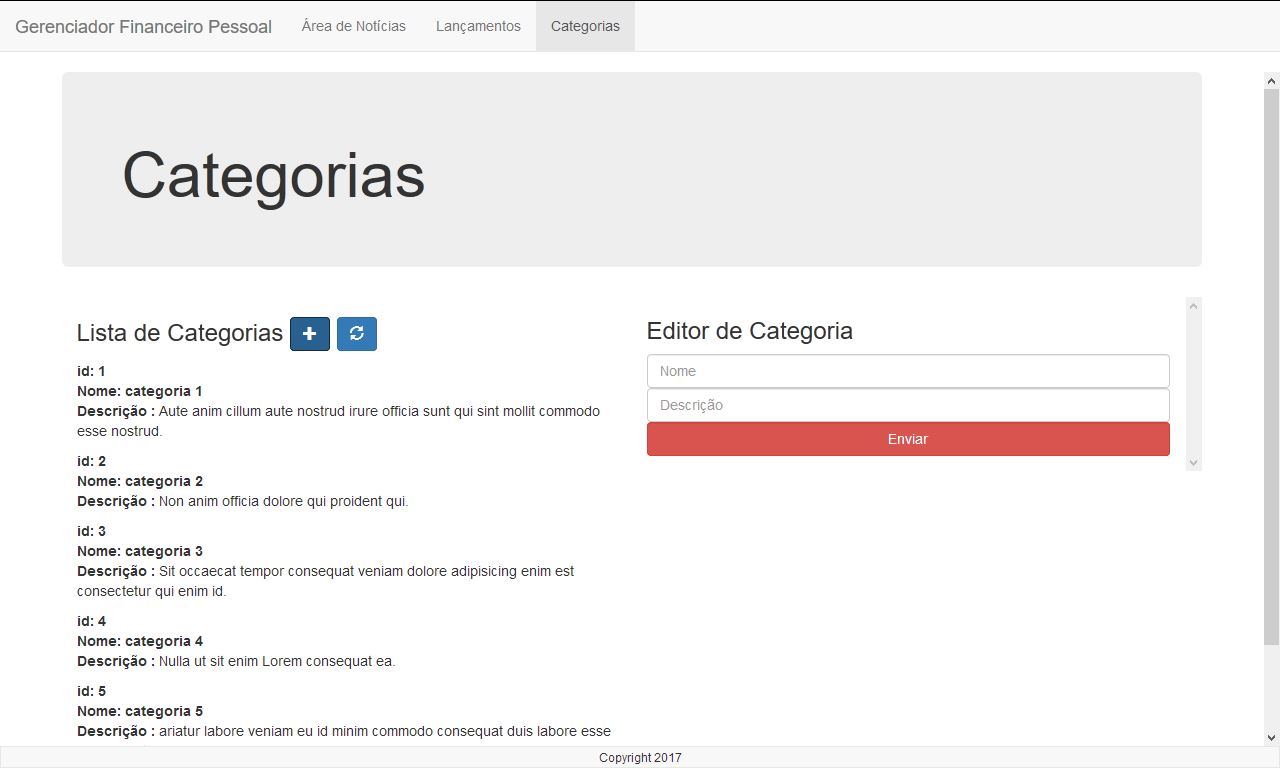 Gerenciador Financeiro Pessoal
Área de Notícias
Lançamentos
Categorias
Categorias
Lista de Categorias
id: 1
Nome: categoria 1
Descrição : Aute anim cillum aute nostrud irure officia sunt qui sint mollit commodo
esse nostrud.
id: 2
Nome: categoria 2
Descrição : Non anim officia dolore qui proident qui.
id: 3
Nome: categoria 3
Descrição : Sit occaecat tempor consequat veniam dolore adipisicing enim est
consectetur qui enim id.
id: 4
Nome: categoria 4
Descrição : Nulla ut sit enim Lorem consequat ea.
id: 5
Nome: categoria 5
Descrição : ariatur labore veniam eu id minim commodo consequat duis labore esse
Editor de Categoria
Nome
Descrição
Enviar
Copyright 2017